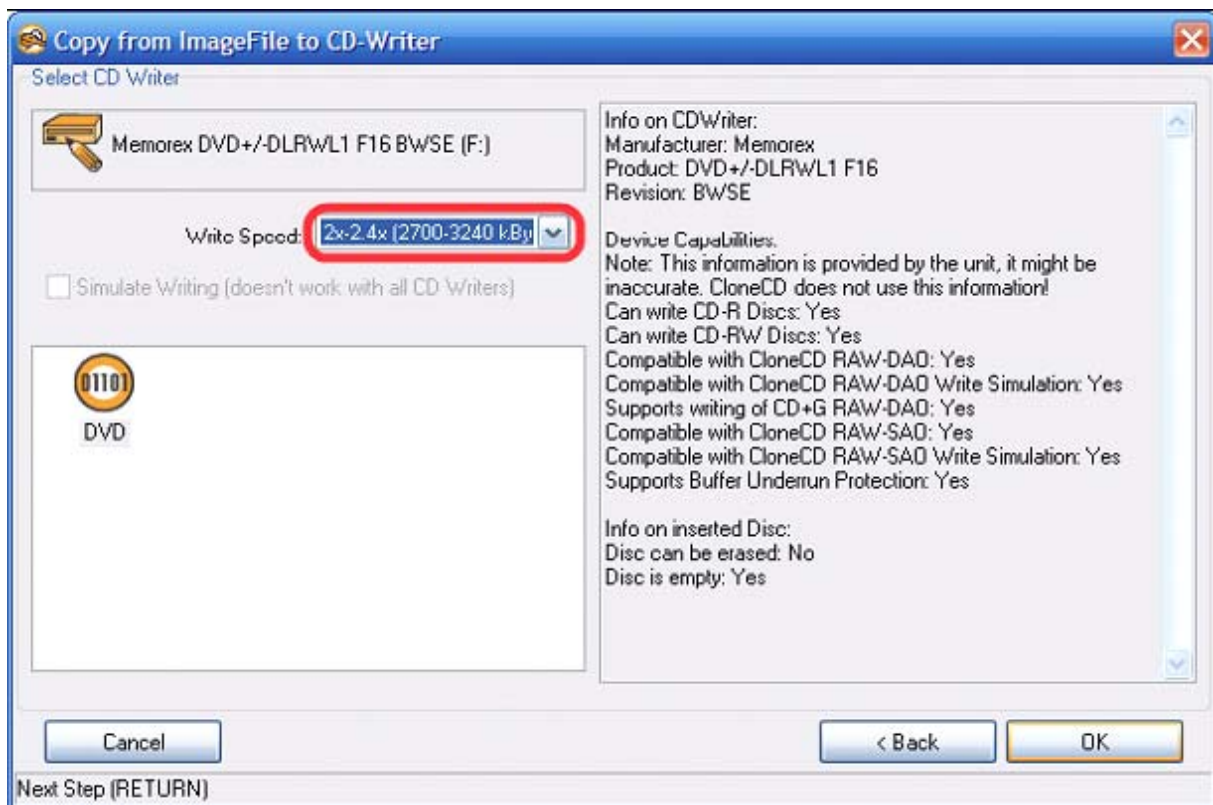 Copy from ImageFile to CD-Writer
Select CD Writer
Memorex DVD+/-DLRWL1 F16 BWSE (F:)
Write Speed: 2x-2.4x (2700-3240 kBy
Simulate Writing (doesn't work with all CD Writers)
01101
DVD
Info on CDWriter:
Manufacturer: Memorex
Product: DVD+/-DLRWL1 F16
Revision: BWSE
Device Capabilities:
Note: This information is provided by the unit, it might be
inaccurate. CloneCD does not use this information!
Can write CD-R Discs: Yes
Can write CD-RW Discs: Yes
Compatible with CloneCD RAW-DAO: Yes
Compatible with CloneCD RAW-DAO Write Simulation: Yes
Supports writing of CD+G RAW-DAO: Yes
Compatible with CloneCD RAW-SAO: Yes
Compatible with CloneCD RAW-SAO Write Simulation: Yes
Supports Buffer Underrun Protection: Yes
Info on inserted Disc:
Disc can be erased: No
Disc is empty: Yes
Cancel
< Back
OK
Next Step (RETURN)